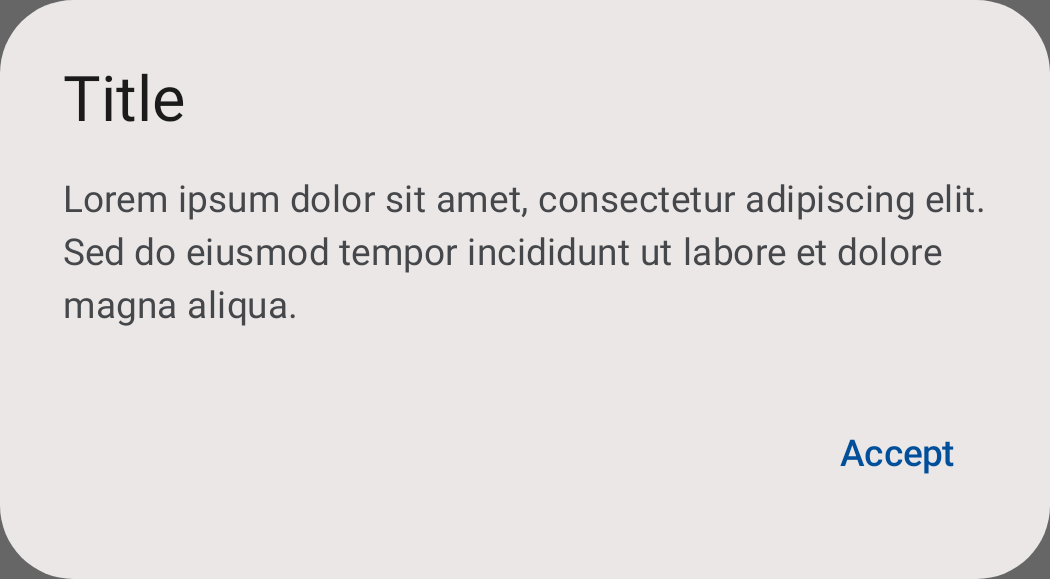 Title
Lorem ipsum dolor sit amet, consectetur adipiscing elit.
Sed do eiusmod tempor incididunt ut labore et dolore
magna aliqua.
Accept